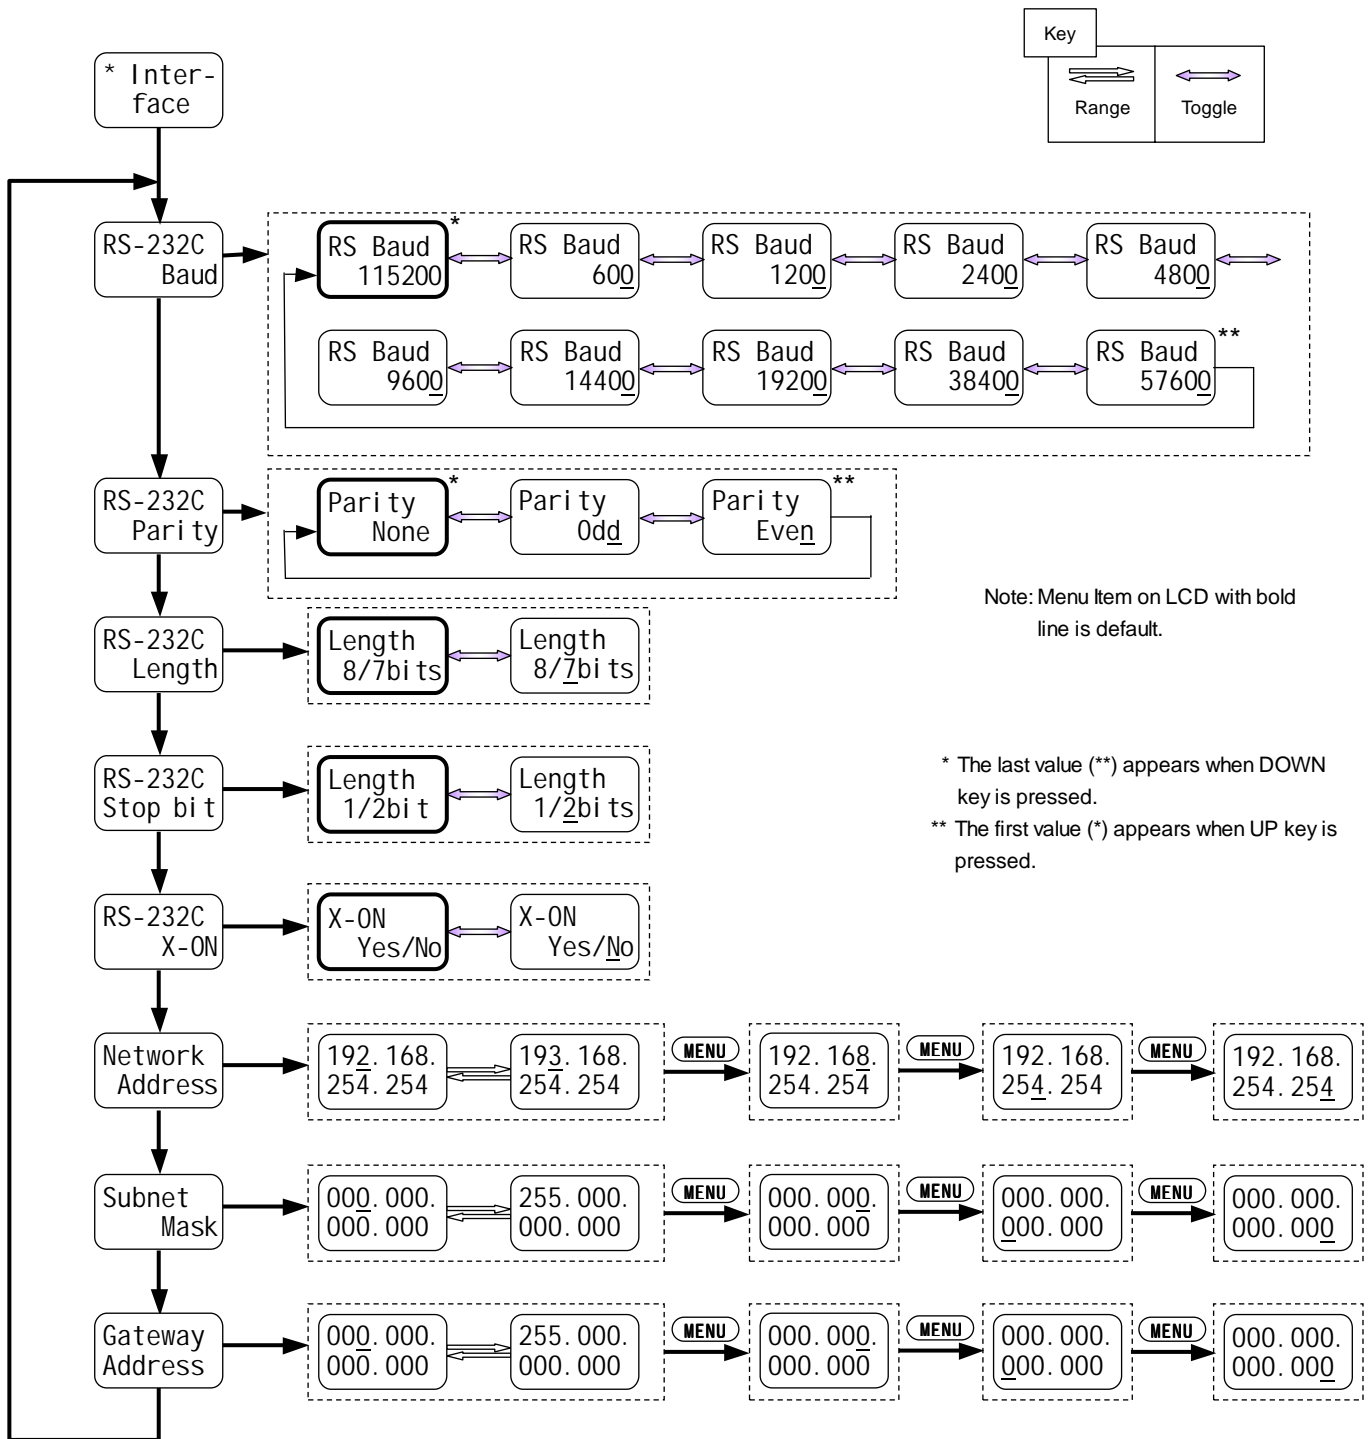 Key
Range
Toggle
* Inter-
face
RS-232C
Baud
RS Baud
115200
*
RS Baud
600
RS Baud
1200
RS Baud
2400
RS Baud
4800
RS Baud
9600
RS Baud
14400
RS Baud
19200
RS Baud
38400
RS Baud
57600
**
RS-232C
Parity
Parity
None
*
Parity
Odd
Parity
Even
**
Note: Menu Item on LCD with bold
line is default.
RS-232C
Length
Length
8/7bits
Length
8/7bits
RS-232C
Stop bit
Length
1/2bit
Length
1/2bits
* The last value (**) appears when DOWN
key is pressed.
** The first value (*) appears when UP key is
pressed.
RS-232C
X-ON
X-ON
Yes/No
X-ON
Yes/No
Network
Address
192.168.
254.254
193.168.
254.254
MENU
192.168.
254.254
MENU
192.168.
254.254
MENU
192.168.
254.254
Subnet
Mask
000.000.
000.000
255.000.
000.000
MENU
000.000.
000.000
MENU
000.000.
000.000
MENU
000.000.
000.000
Gateway
Address
000.000.
000.000
255.000.
000.000
MENU
000.000.
000.000
MENU
000.000.
000.000
MENU
000.000.
000.000